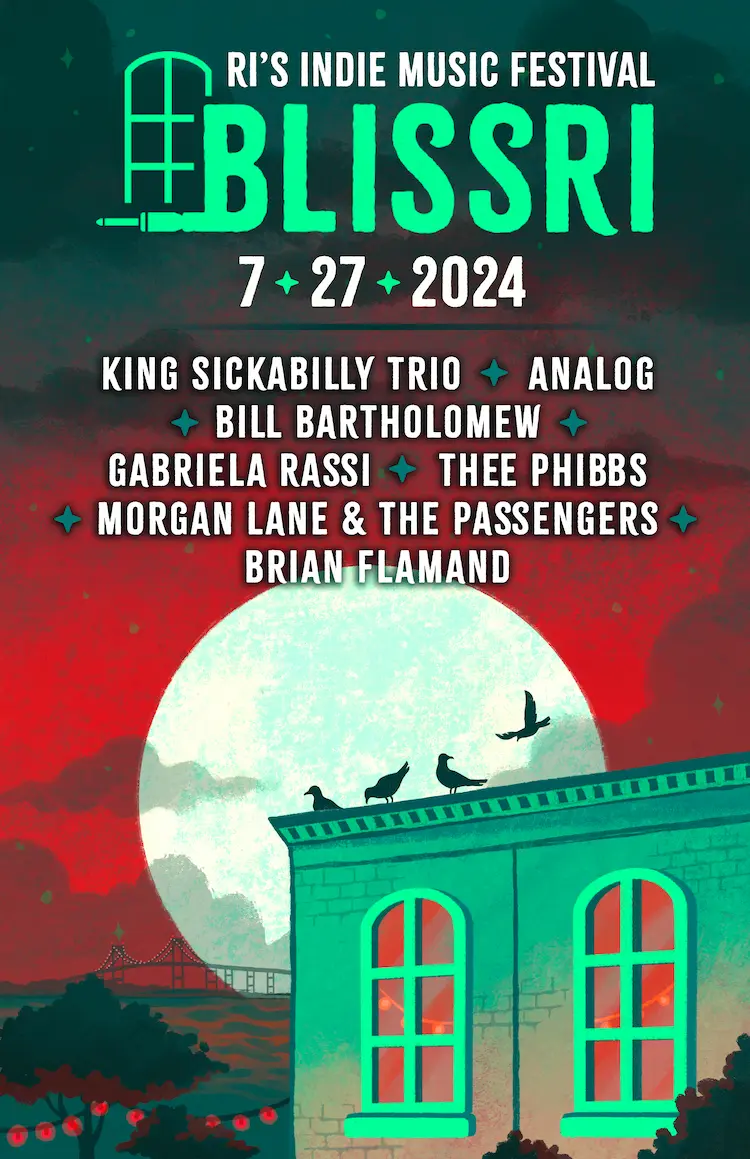 RI'S INDIE MUSIC FESTIVAL
BLISSRI
7 ✦ 27 ✦ 2024
KING SICKABILLY TRIO ✦ ANALOG
✦ BILL BARTHOLOMEW ✦
GABRIELA RASSI ✦ THEE PHIBBS
✦ MORGAN LANE & THE PASSENGERS ✦
BRIAN FLAMAND